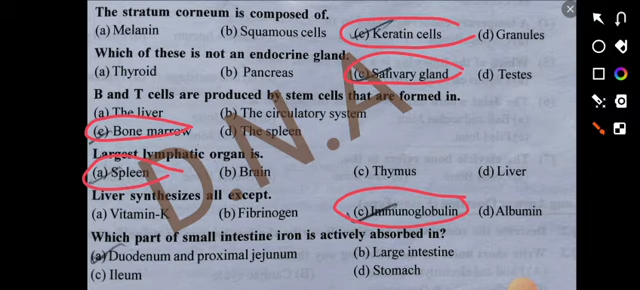 The stratum corneum is composed of.
(a) Melanin (b) Squamous cells (c) Keratin cells (d) Granules
Which of these is not an endocrine gland.
(a) Thyroid (b) Pancreas (c) Salivary gland (d) Testes
B and T cells are produced by stem cells that are formed in.
(a) The liver (b) The circulatory system
(c) Bone marrow (d) The spleen
Largest lymphatic organ is.
(a) Spleen (b) Brain (c) Thymus (d) Liver
Liver synthesizes all except.
(a) Vitamin-K (b) Fibrinogen (c) Immunoglobulin (d) Albumin
Which part of small intestine iron is actively absorbed in?
(a) Duodenum and proximal jejunum (b) Large intestine
(c) Ileum (d) Stomach
D.N.A